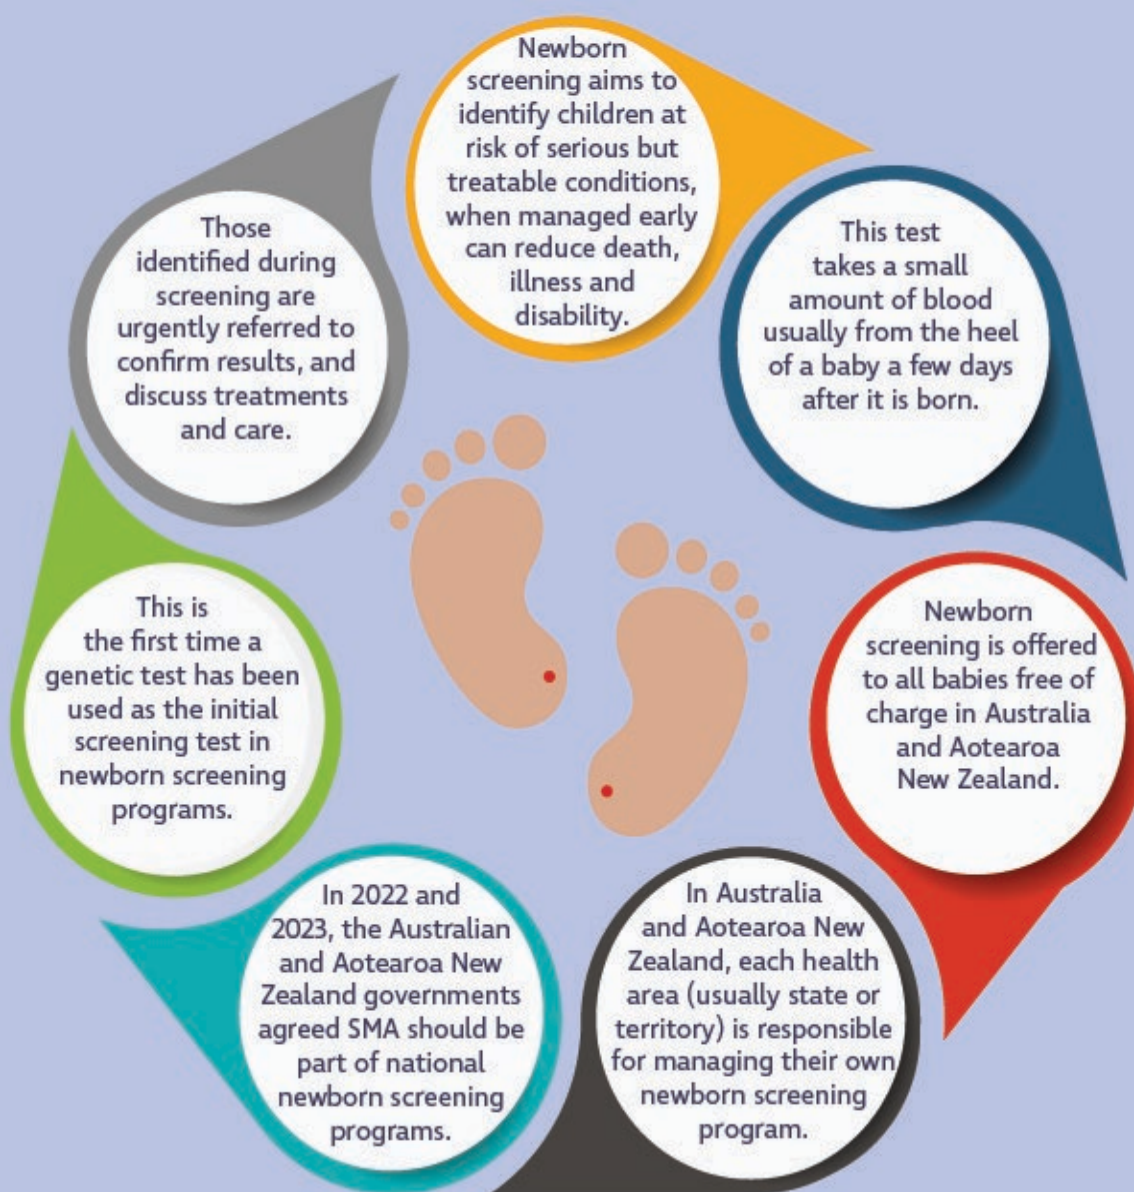 Newborn
screening aims to
identify children at
risk of serious but
treatable conditions,
when managed early
can reduce death,
illness and
disability.
This test
takes a small
amount of blood
usually from the heel
of a baby a few days
after it is born.
Newborn
screening is offered
to all babies free of
charge in Australia
and Aotearoa
New Zealand.
In Australia
and Aotearoa New
Zealand, each health
area (usually state or
territory) is responsible
for managing their own
newborn screening
program.
In 2022 and
2023, the Australian
and Aotearoa New
Zealand governments
agreed SMA should be
part of national
newborn screening
programs.
This is
the first time a
genetic test has been
used as the initial
screening test in
newborn screening
programs.
Those
identified during
screening are
urgently referred to
confirm results, and
discuss treatments
and care.